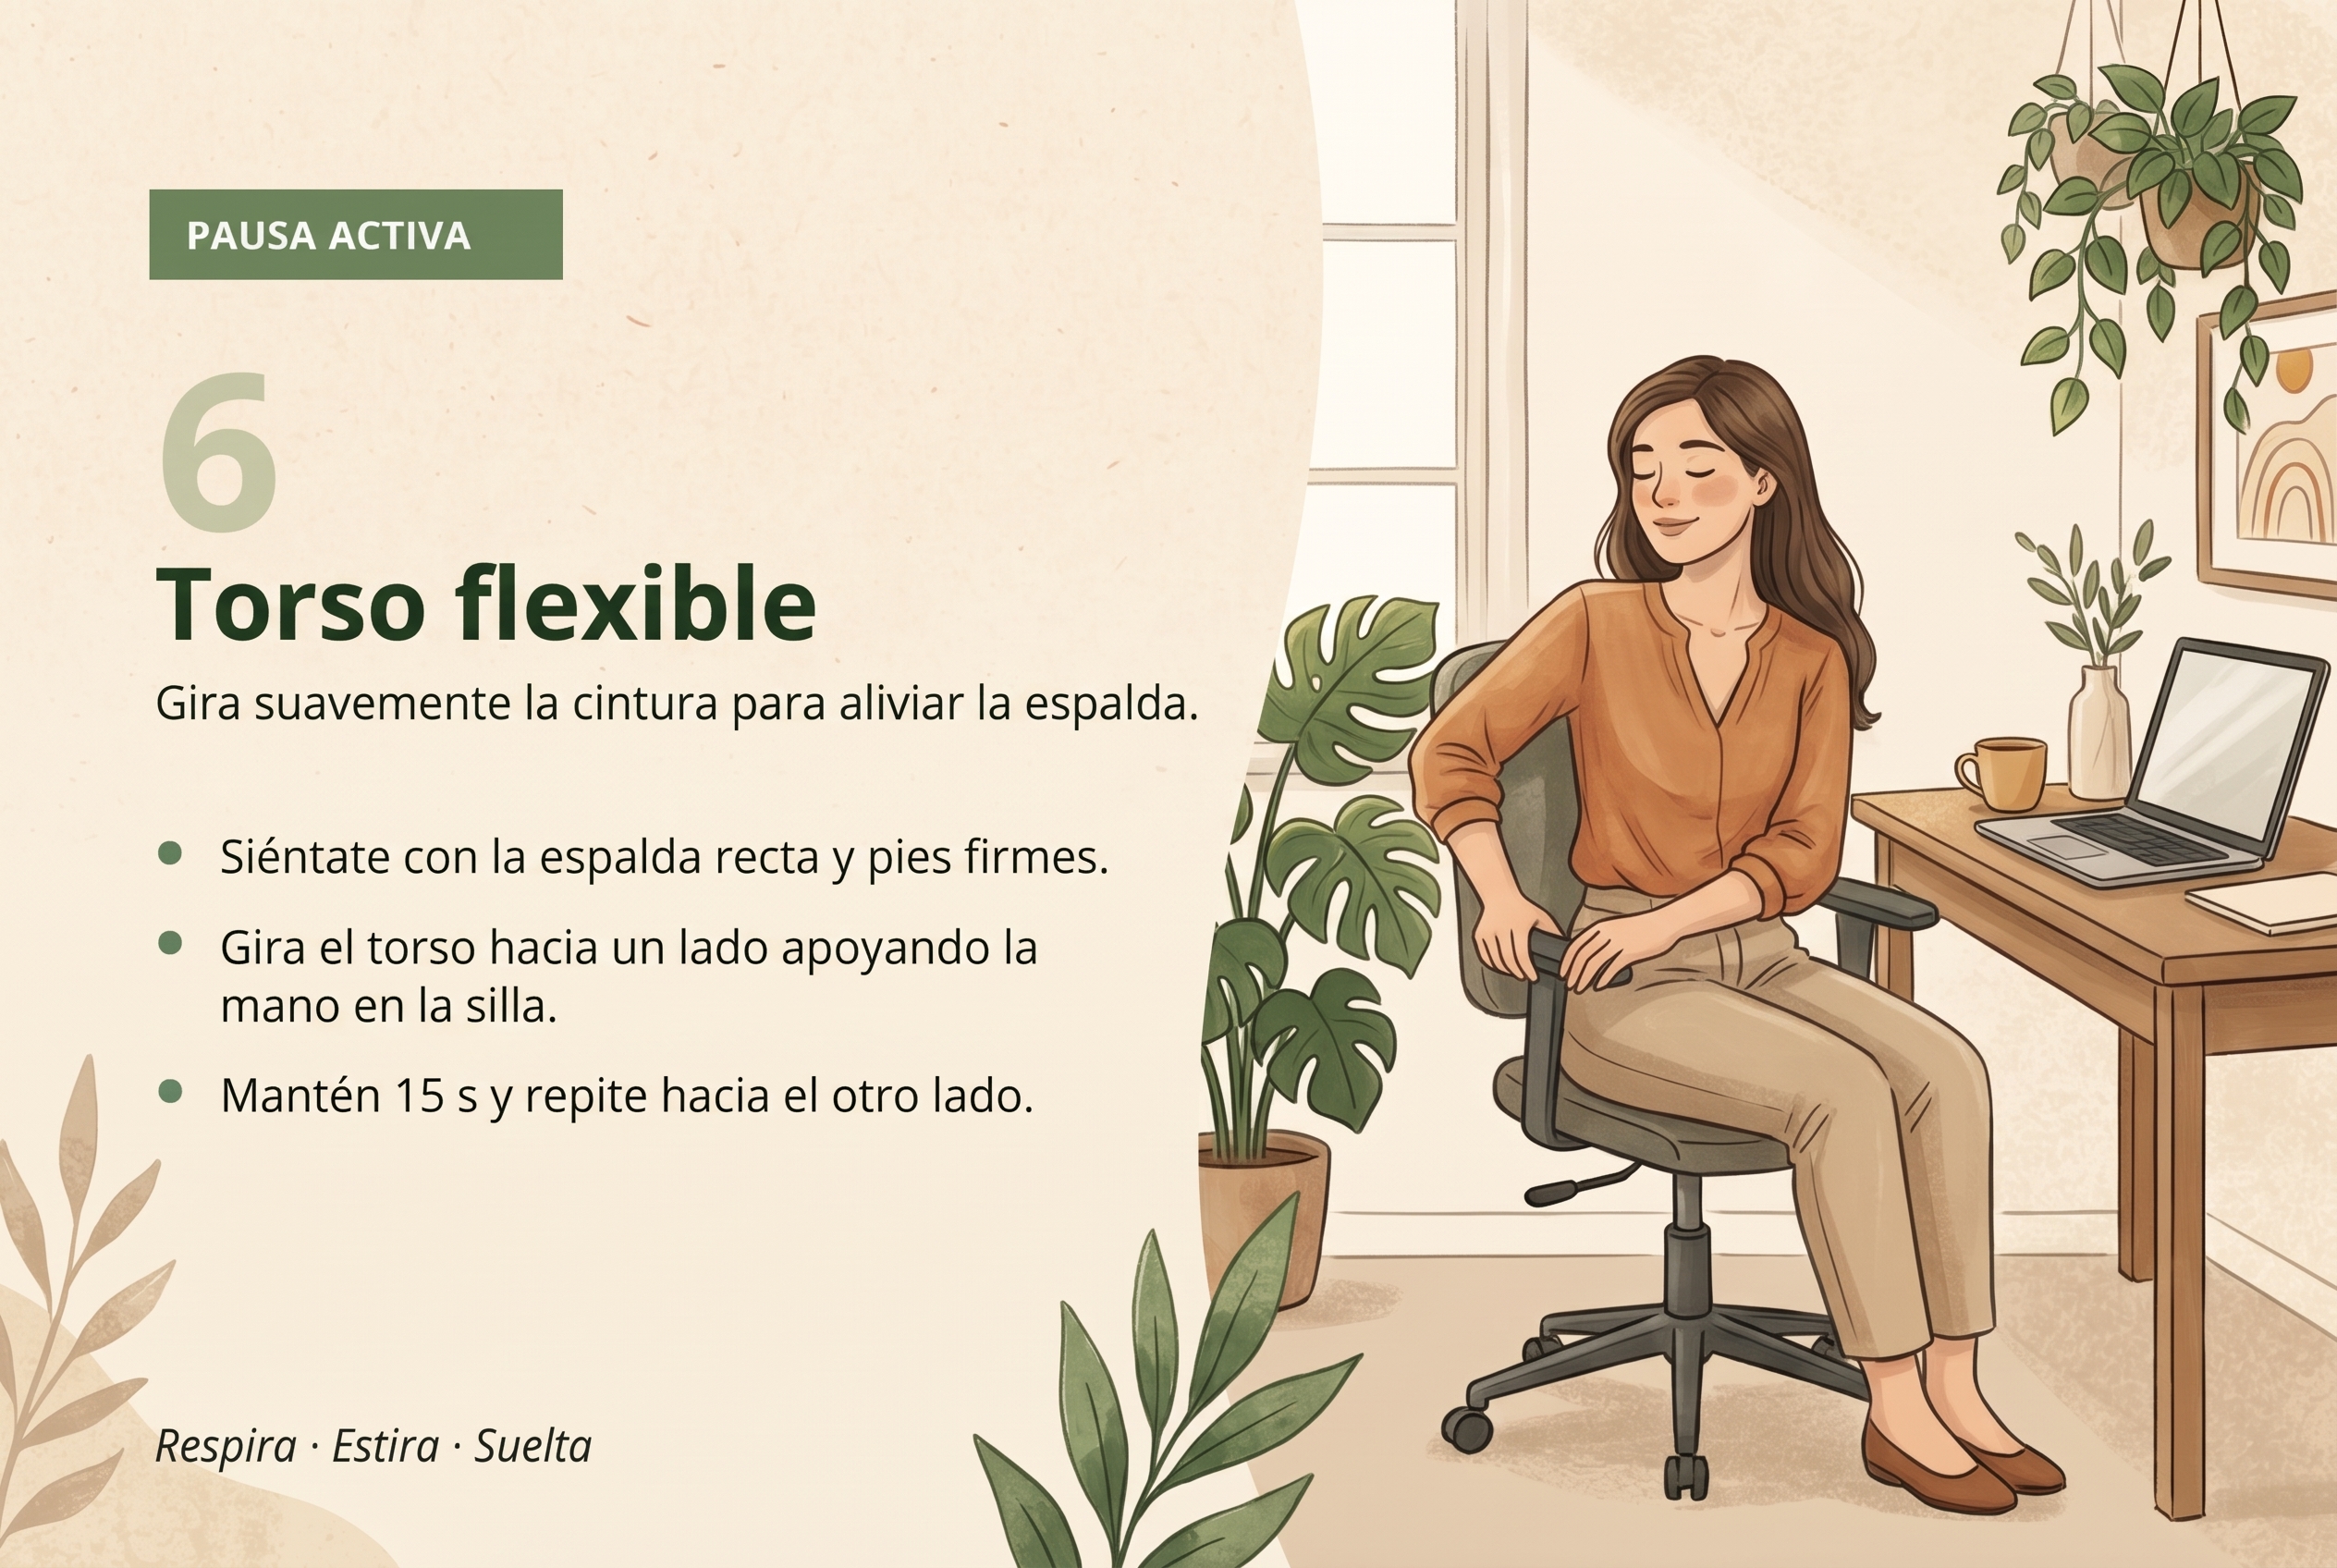 PAUSA ACTIVA
6
Torso flexible
Gira suavemente la cintura para aliviar la espalda.
● Siéntate con la espalda recta y pies firmes.
● Gira el torso hacia un lado apoyando la
mano en la silla.
● Mantén 15 s y repite hacia el otro lado.
Respira · Estira · Suelta